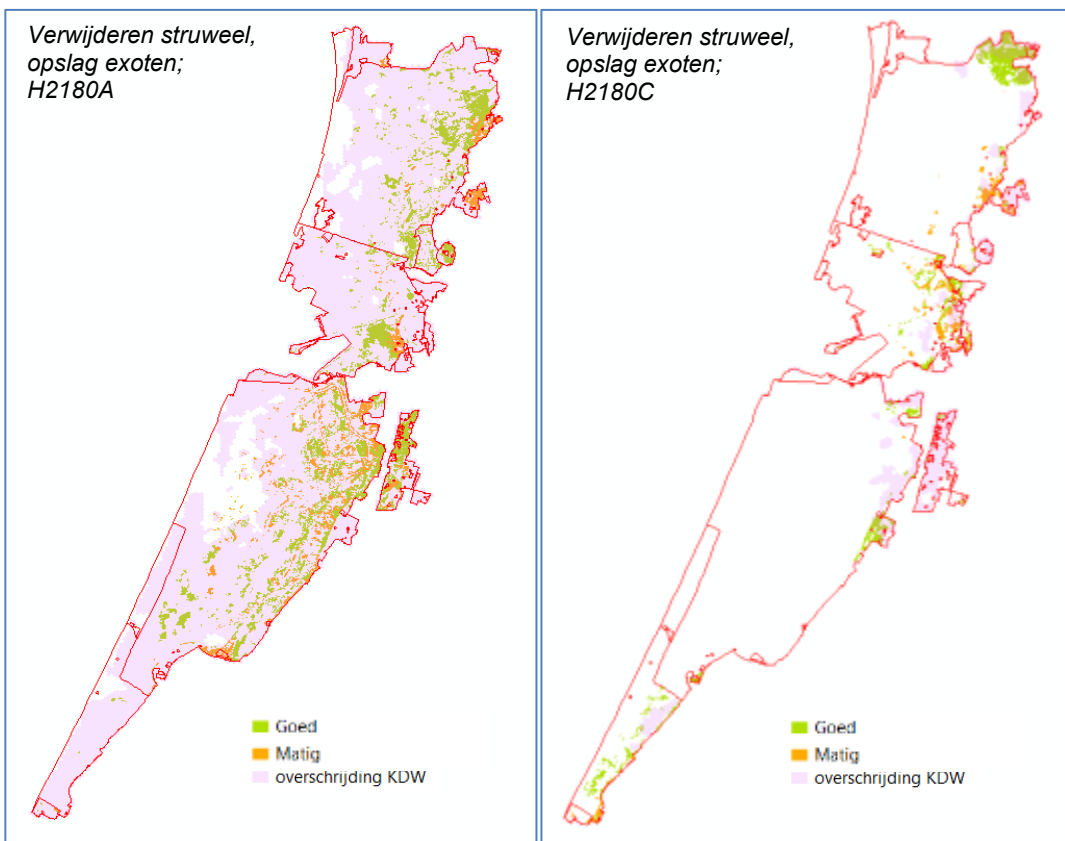 Verwijderen struweel,
opslag exoten;
H2180A
Goed
Matig
overschrijding KDW
Verwijderen struweel,
opslag exoten;
H2180C
Goed
Matig
overschrijding KDW